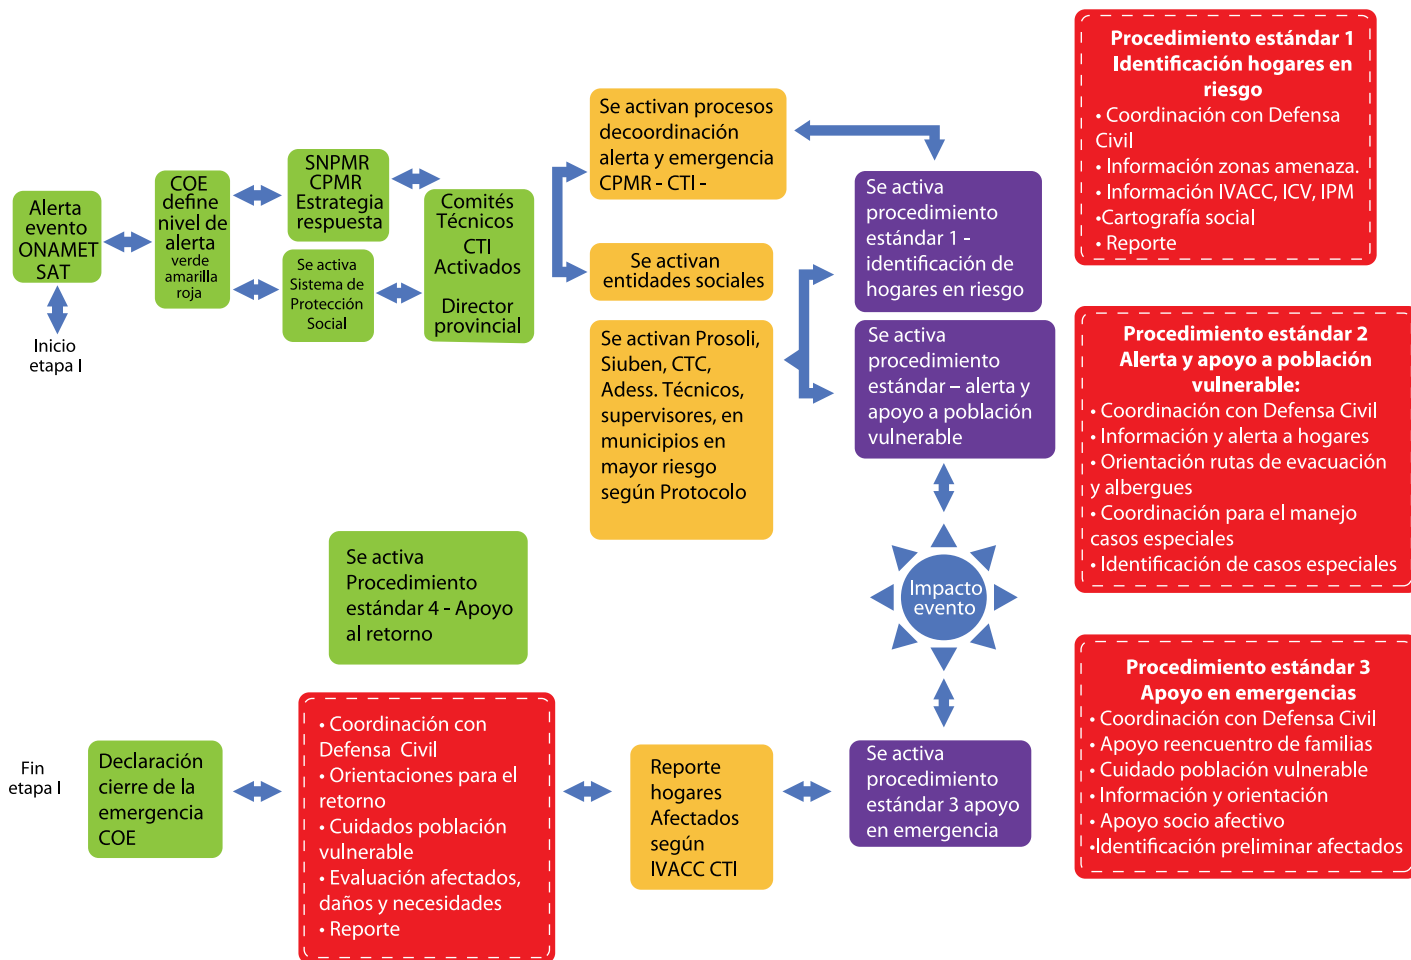 Alerta
evento
ONAMET
SAT
Inicio
etapa I
COE
define
nivel de
alerta
verde
amarilla
roja
SNPMR
CPMR
Estrategia
respuesta
Se activa
Sistema de
Protección
Social
Comités
Técnicos
CTI
Activados
Director
provincial
Se activan procesos
decoordinación
alerta y emergencia
CPMR - CTI -
Se activan
entidades sociales
Se activan Prosoli,
Siuben, CTC,
Adess. Técnicos,
supervisores, en
municipios en
mayor riesgo
según Protocolo
Se activa
procedimiento
estándar 1 -
identificación de
hogares en riesgo
Se activa
procedimiento
estándar – alerta y
apoyo a población
vulnerable
Impacto
evento
Se activa
procedimiento
estándar 3 apoyo
en emergencia
Reporte
hogares
Afectados
según
IVACC CTI
Se activa
Procedimiento
estándar 4 - Apoyo
al retorno
• Coordinación con
Defensa Civil
• Orientaciones para el
retorno
• Cuidados población
vulnerable
• Evaluación afectados,
daños y necesidades
• Reporte
Declaración
cierre de la
emergencia
COE
Fin
etapa I
Procedimiento estándar 1
Identificación hogares en
riesgo
• Coordinación con Defensa
Civil
• Información zonas amenaza.
• Información IVACC, ICV, IPM
•Cartografía social
• Reporte
Procedimiento estándar 2
Alerta y apoyo a población
vulnerable:
• Coordinación con Defensa Civil
• Información y alerta a hogares
• Orientación rutas de evacuación
y albergues
• Coordinación para el manejo
casos especiales
• Identificación de casos especiales
Procedimiento estándar 3
Apoyo en emergencias
• Coordinación con Defensa Civil
• Apoyo reencuentro de familias
• Cuidado población vulnerable
• Información y orientación
• Apoyo socio afectivo
•Identificación preliminar afectados